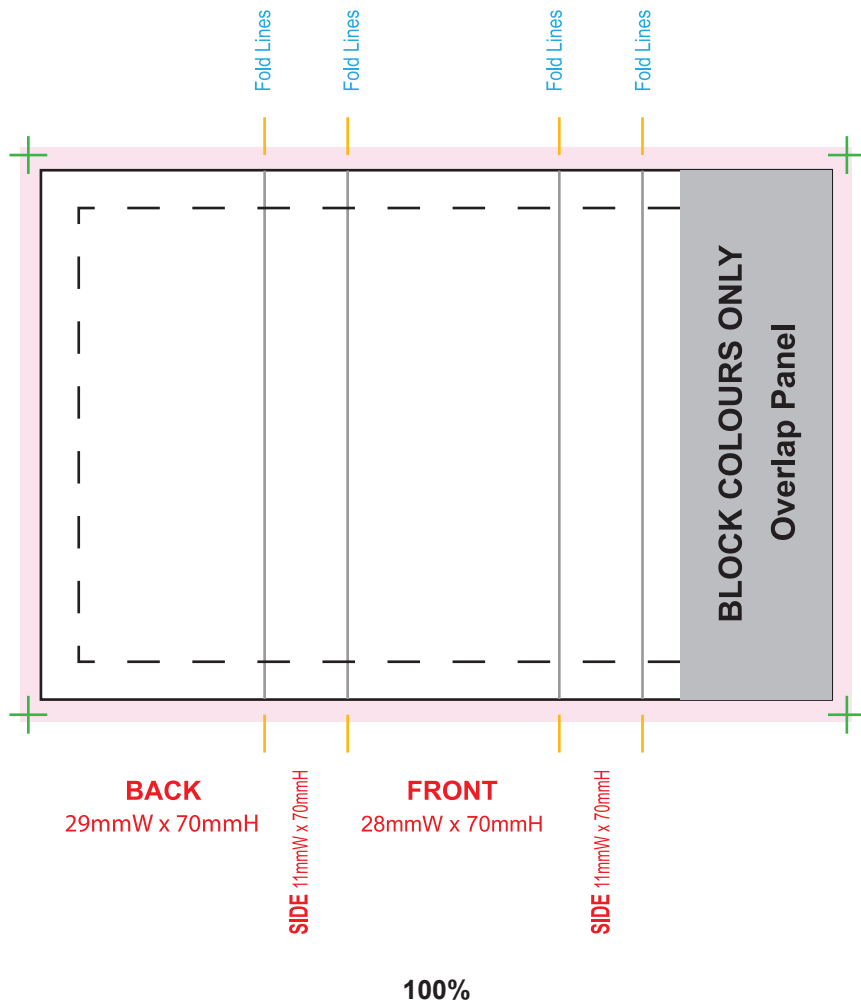 Fold Lines
Fold Lines
Fold Lines
Fold Lines
BLOCK COLOURS ONLY
Overlap Panel
BACK
29mmW x 70mmH
SIDE 11mmW x 70mmH
FRONT
28mmW x 70mmH
SIDE 11mmW x 70mmH
100%